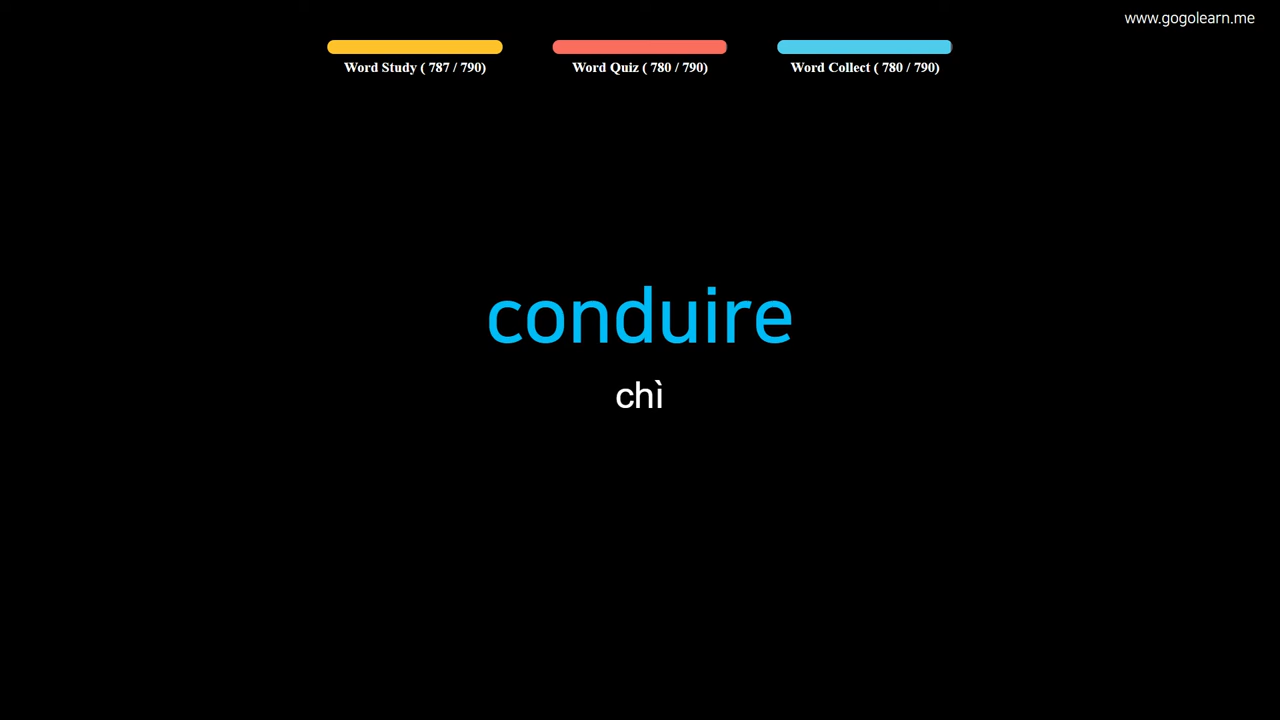 www.gogolearn.me
Word Study ( 787 / 790)
Word Quiz ( 780 / 790)
Word Collect ( 780 / 790)
conduire
chì